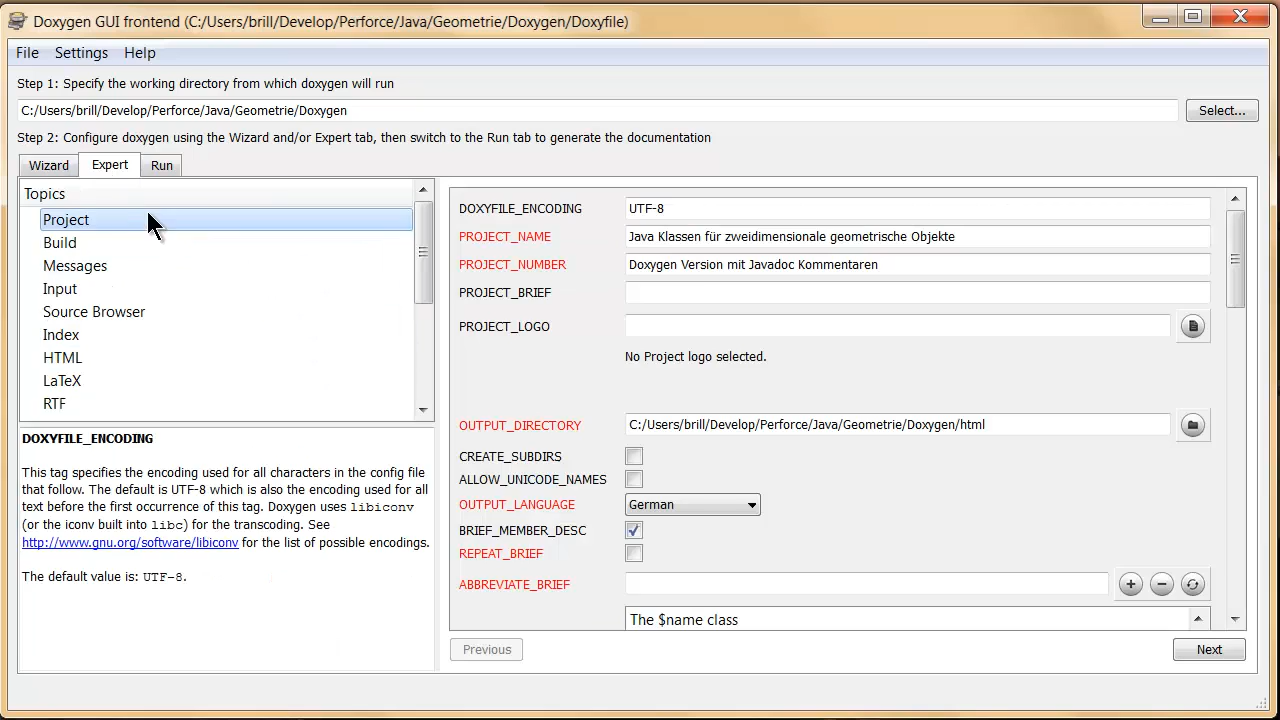 Doxygen GUI frontend (C:/Users/brill/Develop/Perforce/Java/Geometrie/Doxygen/Doxyfile)
File Settings Help
Step 1: Specify the working directory from which doxygen will run
C:/Users/brill/Develop/Perforce/Java/Geometrie/Doxygen
Select...
Step 2: Configure doxygen using the Wizard and/or Expert tab, then switch to the Run tab to generate the documentation
Wizard Expert Run
Topics
Project
Build
Messages
Input
Source Browser
Index
HTML
LaTeX
RTF
DOXYFILE_ENCODING
This tag specifies the encoding used for all characters in the config file
that follow. The default is UTF-8 which is also the encoding used for all
text before the first occurrence of this tag. Doxygen uses libiconv
(or the iconv built into libc) for the transcoding. See
http://www.gnu.org/software/libiconv for the list of possible encodings.
The default value is: UTF-8.
DOXYFILE_ENCODING UTF-8
PROJECT_NAME Java Klassen für zweidimensionale geometrische Objekte
PROJECT_NUMBER Doxygen Version mit Javadoc Kommentaren
PROJECT_BRIEF
PROJECT_LOGO
No Project logo selected.
OUTPUT_DIRECTORY C:/Users/brill/Develop/Perforce/Java/Geometrie/Doxygen/html
CREATE_SUBDIRS
ALLOW_UNICODE_NAMES
OUTPUT_LANGUAGE German
BRIEF_MEMBER_DESC
REPEAT_BRIEF
ABBREVIATE_BRIEF
The $name class
Previous Next